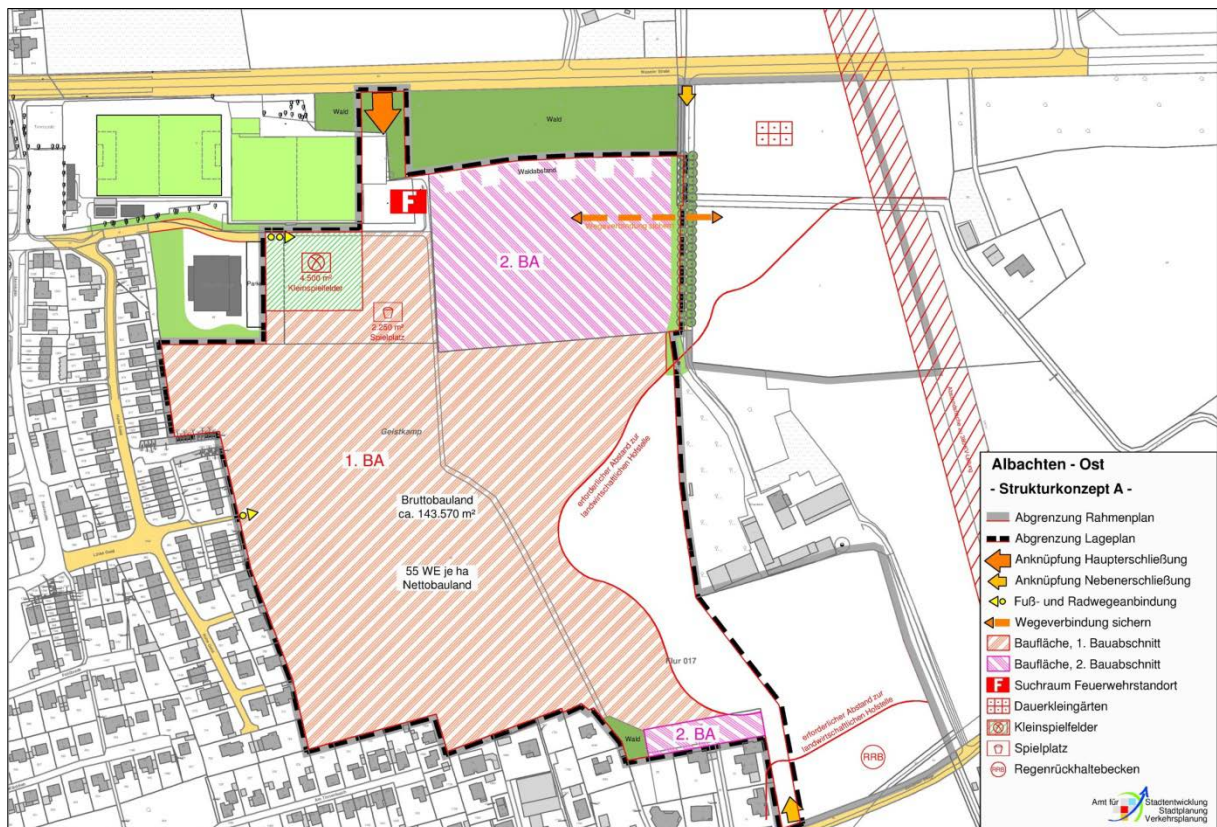 Wald
Wald
Waldabstand
F
Wegeverbindung sichern
2. BA
4.500 m²
Kleinspielfelder
2.250 m²
Spielplatz
Geistkamp
1. BA
Bruttobauland
ca. 143.570 m²
55 WE je ha
Nettobauland
erforderlicher Abstand zur
landwirtschaftlichen Hofstelle
Flur 017
Wald
2. BA
erforderlicher Abstand zur
landwirtschaftlichen Hofstelle
RRB
Albachten - Ost
- Strukturkonzept A -
Abgrenzung Rahmenplan
Abgrenzung Lageplan
Anknüpfung Haupterschließung
Anknüpfung Nebenerschließung
Fuß- und Radwegeanbindung
Wegeverbindung sichern
Baufläche, 1. Bauabschnitt
Baufläche, 2. Bauabschnitt
F Suchraum Feuerwehrstandort
Dauerkleingärten
Kleinspielfelder
Spielplatz
RRB Regenrückhaltebecken
Amt für Stadtentwicklung
Stadtplanung
Verkehrsplanung